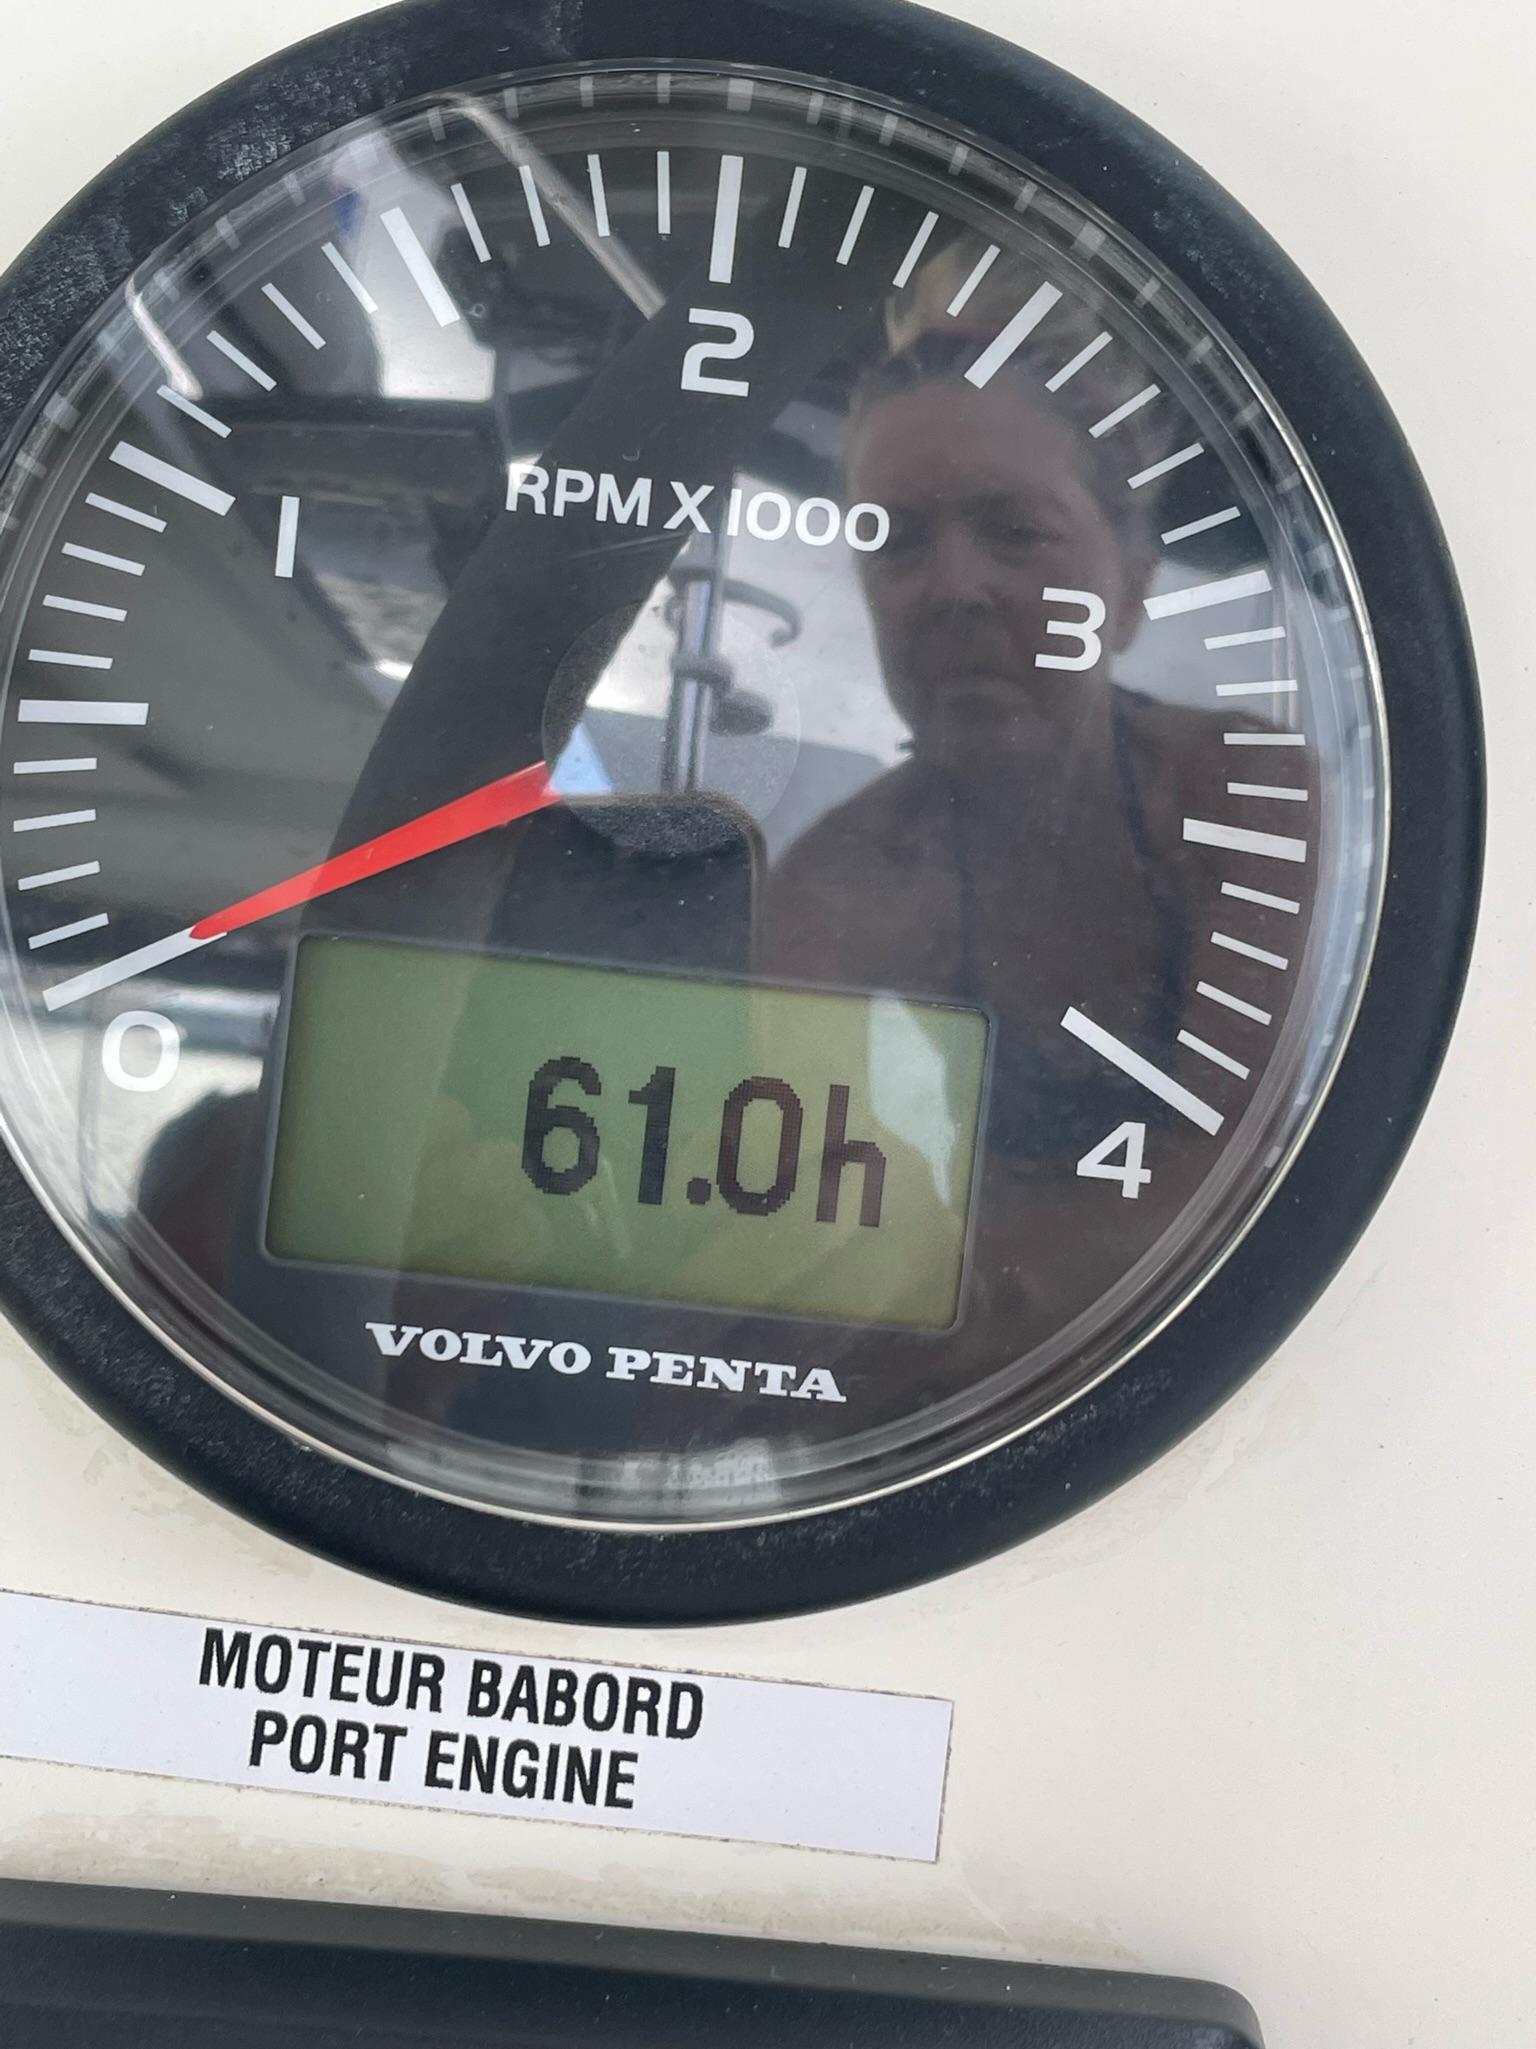 2
RPM X 1000
1
3
0
61.0h
4
VOLVO PENTA
MOTEUR BABORD
PORT ENGINE